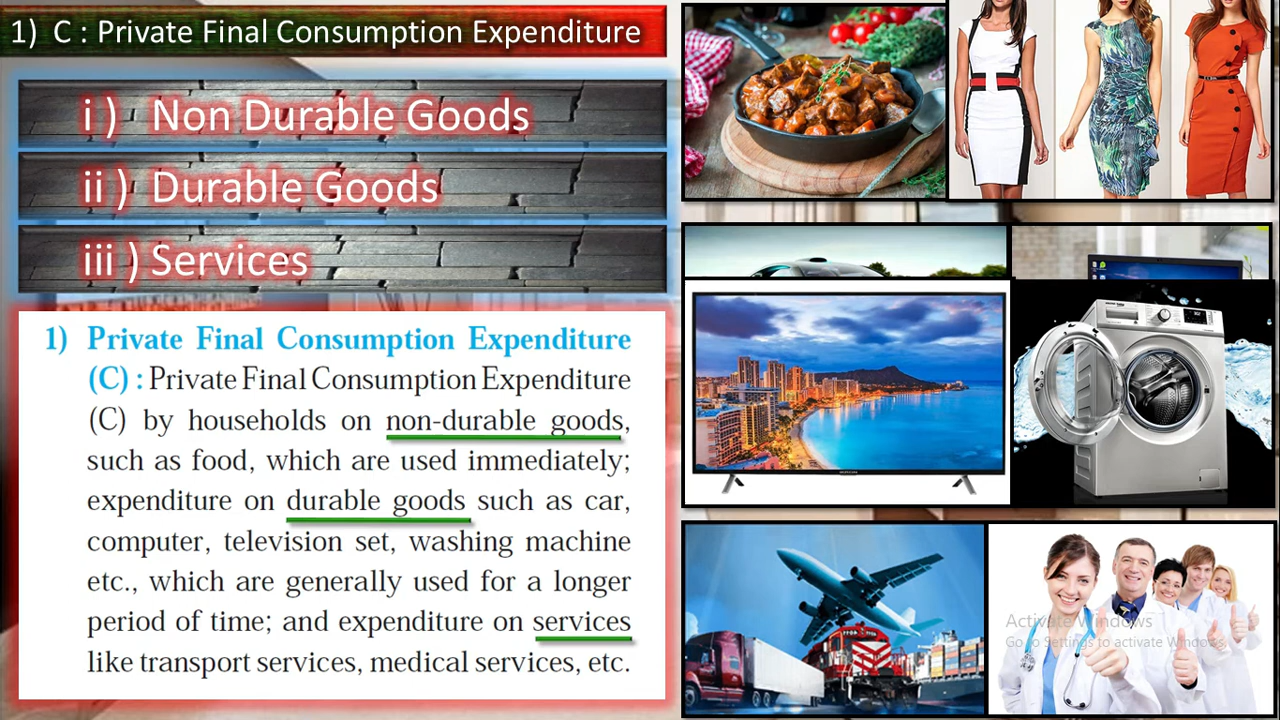 1) C : Private Final Consumption Expenditure
i ) Non Durable Goods
ii ) Durable Goods
iii ) Services
1) Private Final Consumption Expenditure
(C) : Private Final Consumption Expenditure
(C) by households on non-durable goods,
such as food, which are used immediately;
expenditure on durable goods such as car,
computer, television set, washing machine
etc., which are generally used for a longer
period of time; and expenditure on services
like transport services, medical services, etc.
Activate Windows
Go to Settings to activate Windows.